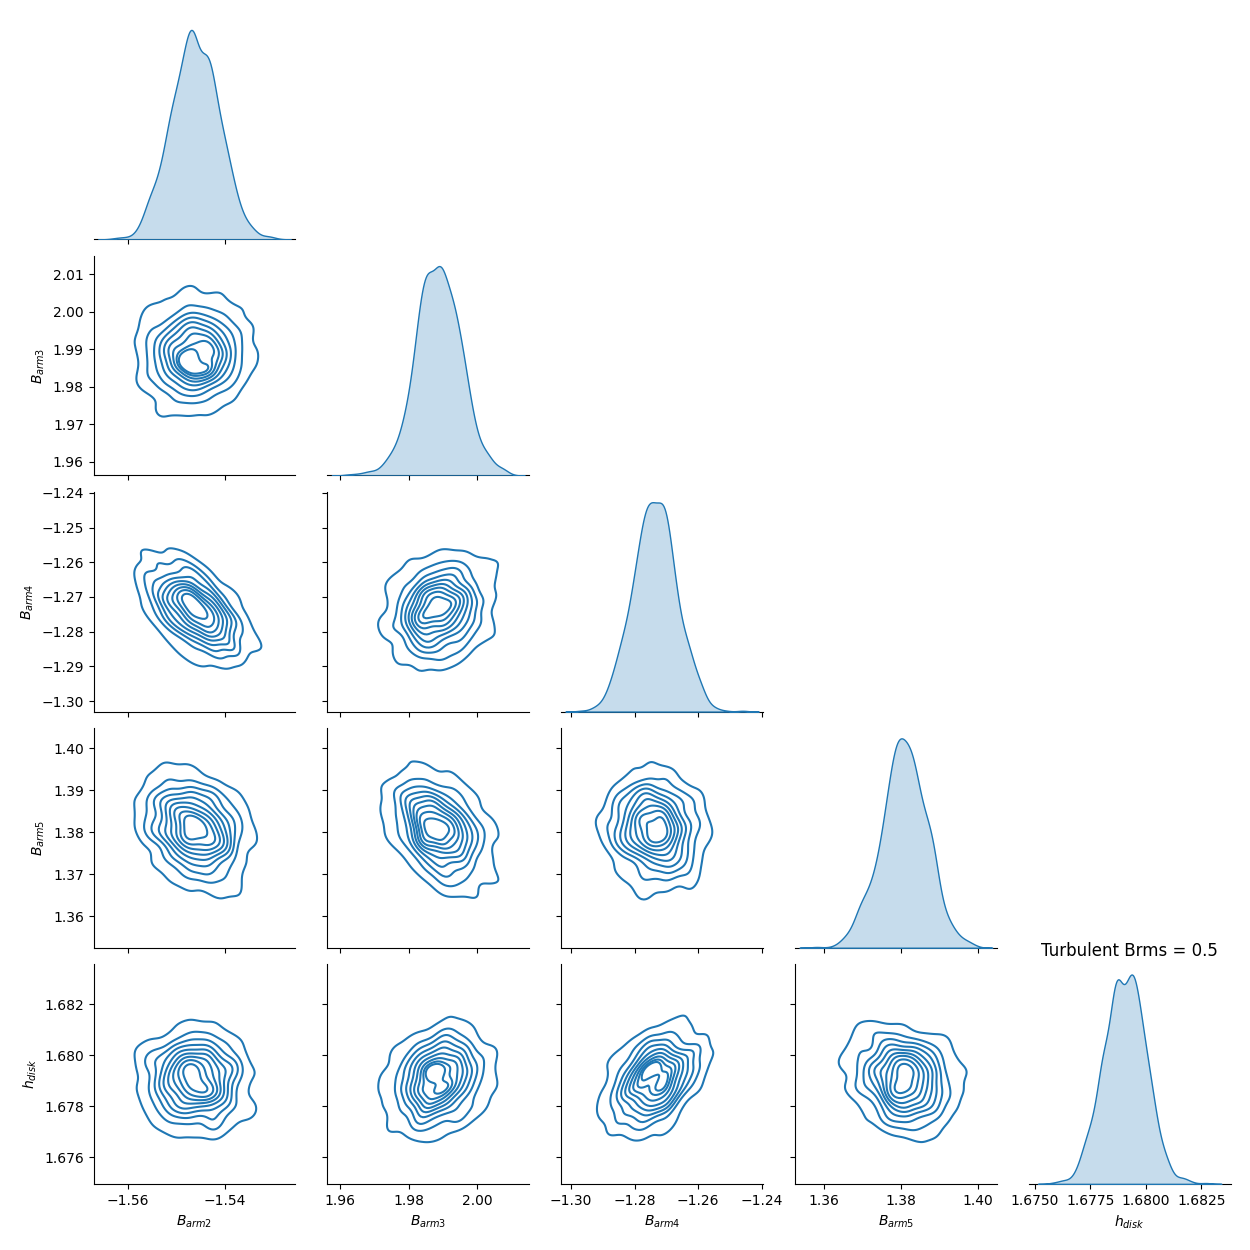 2.01
2.00
1.99
1.98
1.97
1.96
B_arm3
−1.24
−1.25
−1.26
−1.27
−1.28
−1.29
−1.30
B_arm4
1.40
1.39
1.38
1.37
1.36
B_arm5
Turbulent Brms = 0.5
1.682
1.680
1.678
1.676
h_disk
−1.56 −1.54
1.96 1.98 2.00
−1.30 −1.28 −1.26 −1.24
1.36 1.38 1.40
1.6750 1.6775 1.6800 1.6825
B_arm2 B_arm3 B_arm4 B_arm5 h_disk